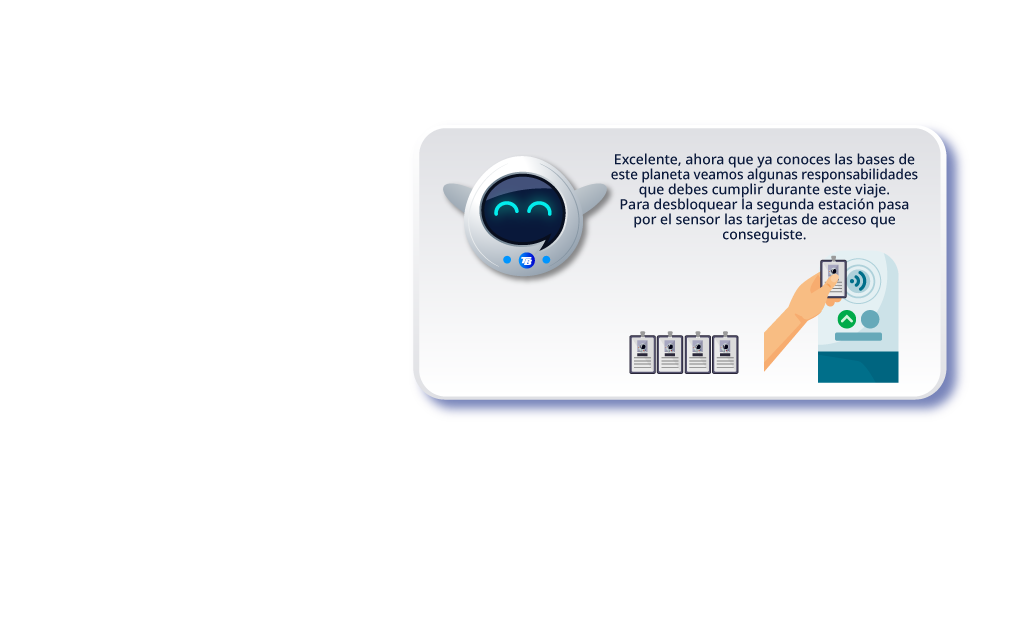 Excelente, ahora que ya conoces las bases de
este planeta veamos algunas responsabilidades
que debes cumplir durante este viaje.
Para desbloquear la segunda estación pasa
por el sensor las tarjetas de acceso que
conseguiste.